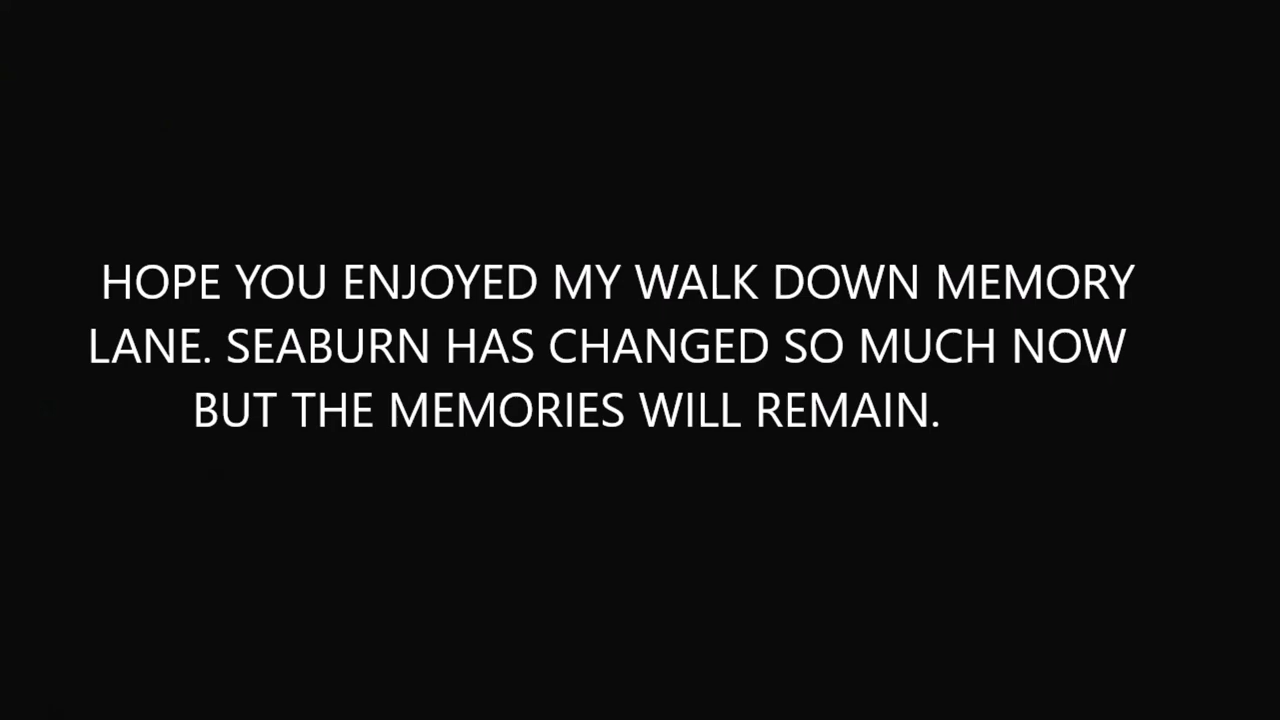 HOPE YOU ENJOYED MY WALK DOWN MEMORY
LANE. SEABURN HAS CHANGED SO MUCH NOW
BUT THE MEMORIES WILL REMAIN.